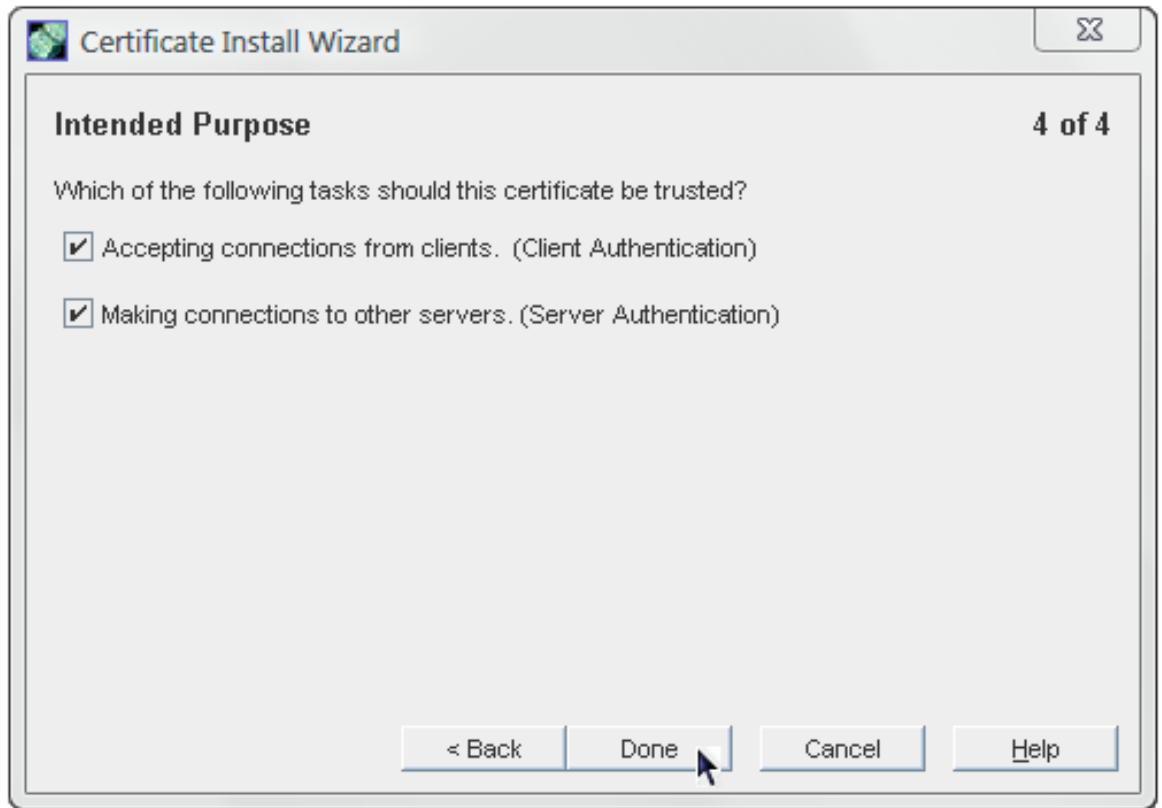 Certificate Install Wizard
Intended Purpose 4 of 4
Which of the following tasks should this certificate be trusted?
Accepting connections from clients. (Client Authentication)
Making connections to other servers. (Server Authentication)
< Back Done Cancel Help